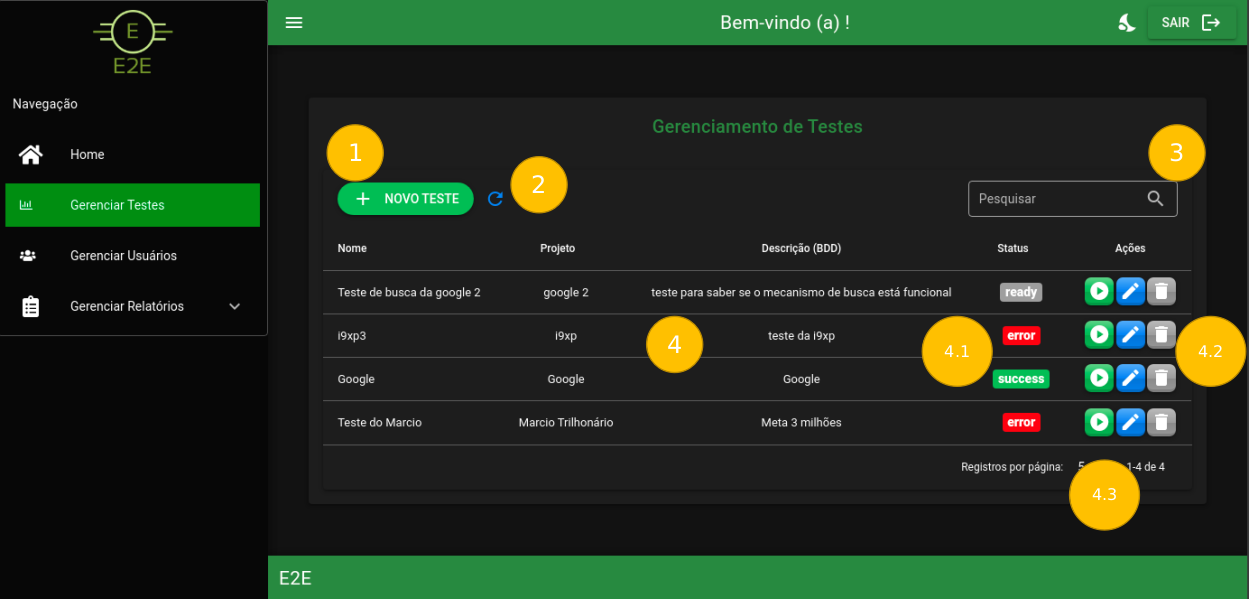 E
E2E
Bem-vindo (a) !
SAIR
Navegação
Home
Gerenciar Testes
Gerenciar Usuários
Gerenciar Relatórios
Gerenciamento de Testes
1
2
3
NOVO TESTE
Pesquisar
Nome Projeto Descrição (BDD) Status Ações
Teste de busca da google 2 google 2 teste para saber se o mecanismo de busca está funcional ready
i9xp3 i9xp teste da i9xp error
4
4.1
4.2
Google Google Google success
Teste do Marcio Marcio Trilhonário Meta 3 milhões error
Registros por página: 5 1-4 de 4
4.3
E2E